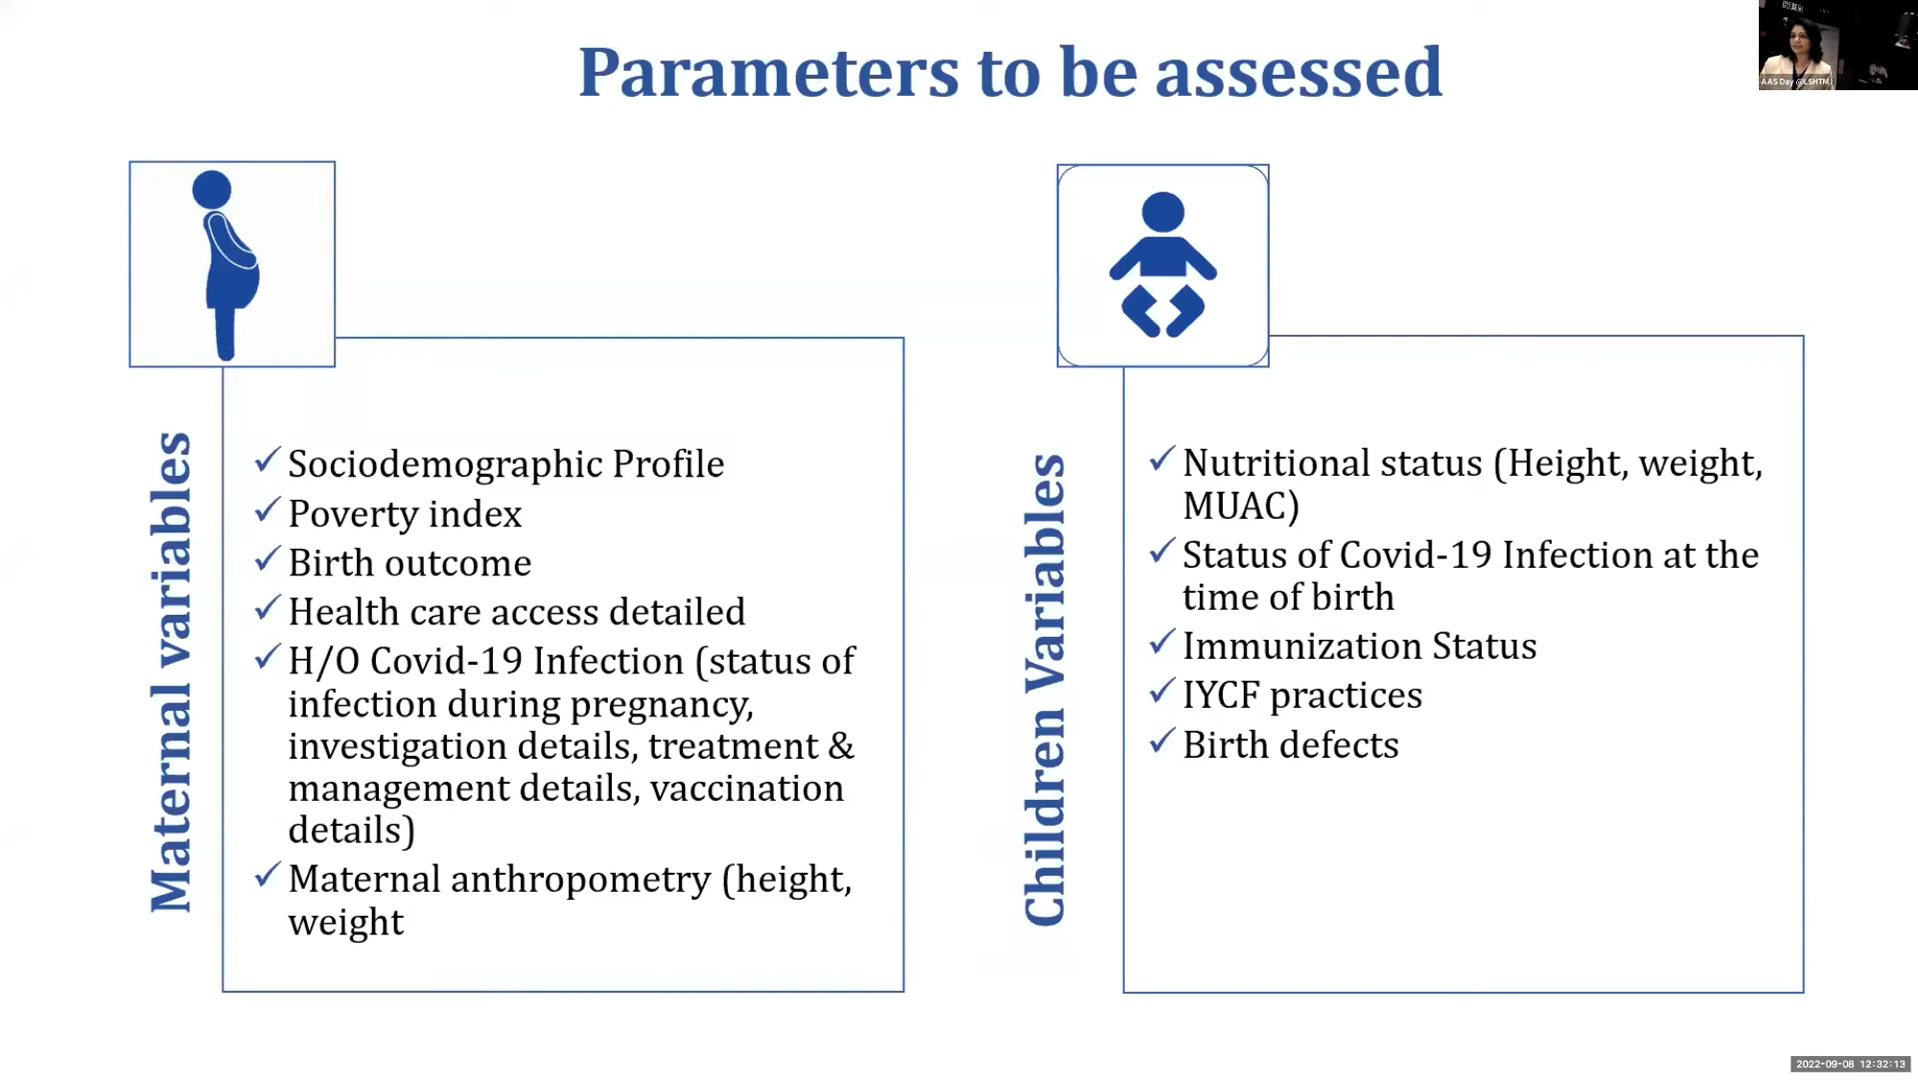 Parameters to be assessed
AAS Day @LSHTM
Maternal variables
✓ Sociodemographic Profile
✓ Poverty index
✓ Birth outcome
✓ Health care access detailed
✓ H/O Covid-19 Infection (status of
infection during pregnancy,
investigation details, treatment &
management details, vaccination
details)
✓ Maternal anthropometry (height,
weight
Children Variables
✓ Nutritional status (Height, weight,
MUAC)
✓ Status of Covid-19 Infection at the
time of birth
✓ Immunization Status
✓ IYCF practices
✓ Birth defects
2022-09-08 12:32:13